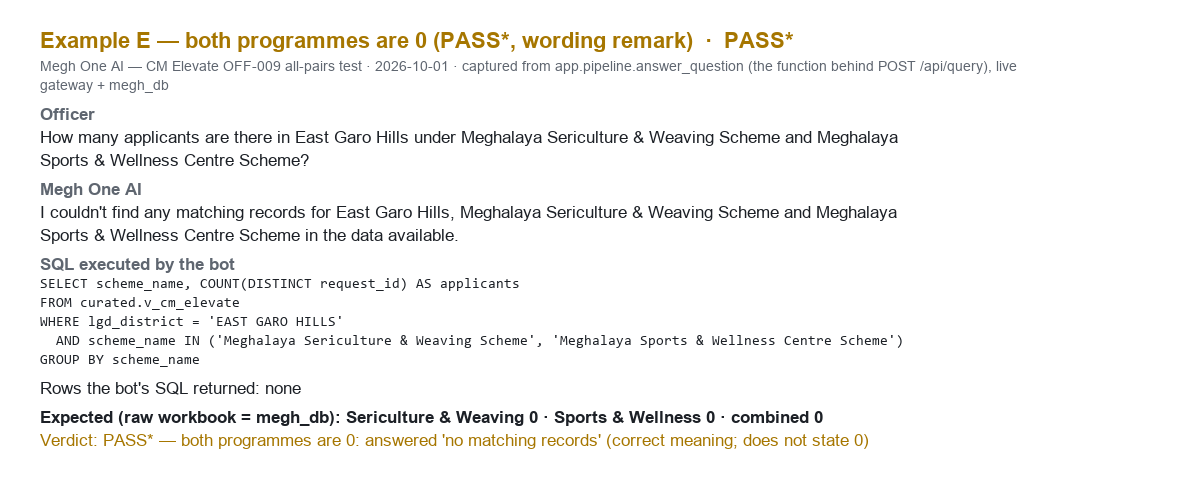 Example E — both programmes are 0 (PASS*, wording remark)  ·  PASS*
Megh One AI — CM Elevate OFF-009 all-pairs test · 2026-10-01 · captured from app.pipeline.answer_question (the function behind POST /api/query), live
gateway + megh_db
Officer
How many applicants are there in East Garo Hills under Meghalaya Sericulture & Weaving Scheme and Meghalaya
Sports & Wellness Centre Scheme?
Megh One AI
I couldn't find any matching records for East Garo Hills, Meghalaya Sericulture & Weaving Scheme and Meghalaya
Sports & Wellness Centre Scheme in the data available.
SQL executed by the bot
SELECT scheme_name, COUNT(DISTINCT request_id) AS applicants
FROM curated.v_cm_elevate
WHERE lgd_district = 'EAST GARO HILLS'
  AND scheme_name IN ('Meghalaya Sericulture & Weaving Scheme', 'Meghalaya Sports & Wellness Centre Scheme')
GROUP BY scheme_name
Rows the bot's SQL returned: none
Expected (raw workbook = megh_db): Sericulture & Weaving 0 · Sports & Wellness 0 · combined 0
Verdict: PASS* — both programmes are 0: answered 'no matching records' (correct meaning; does not state 0)